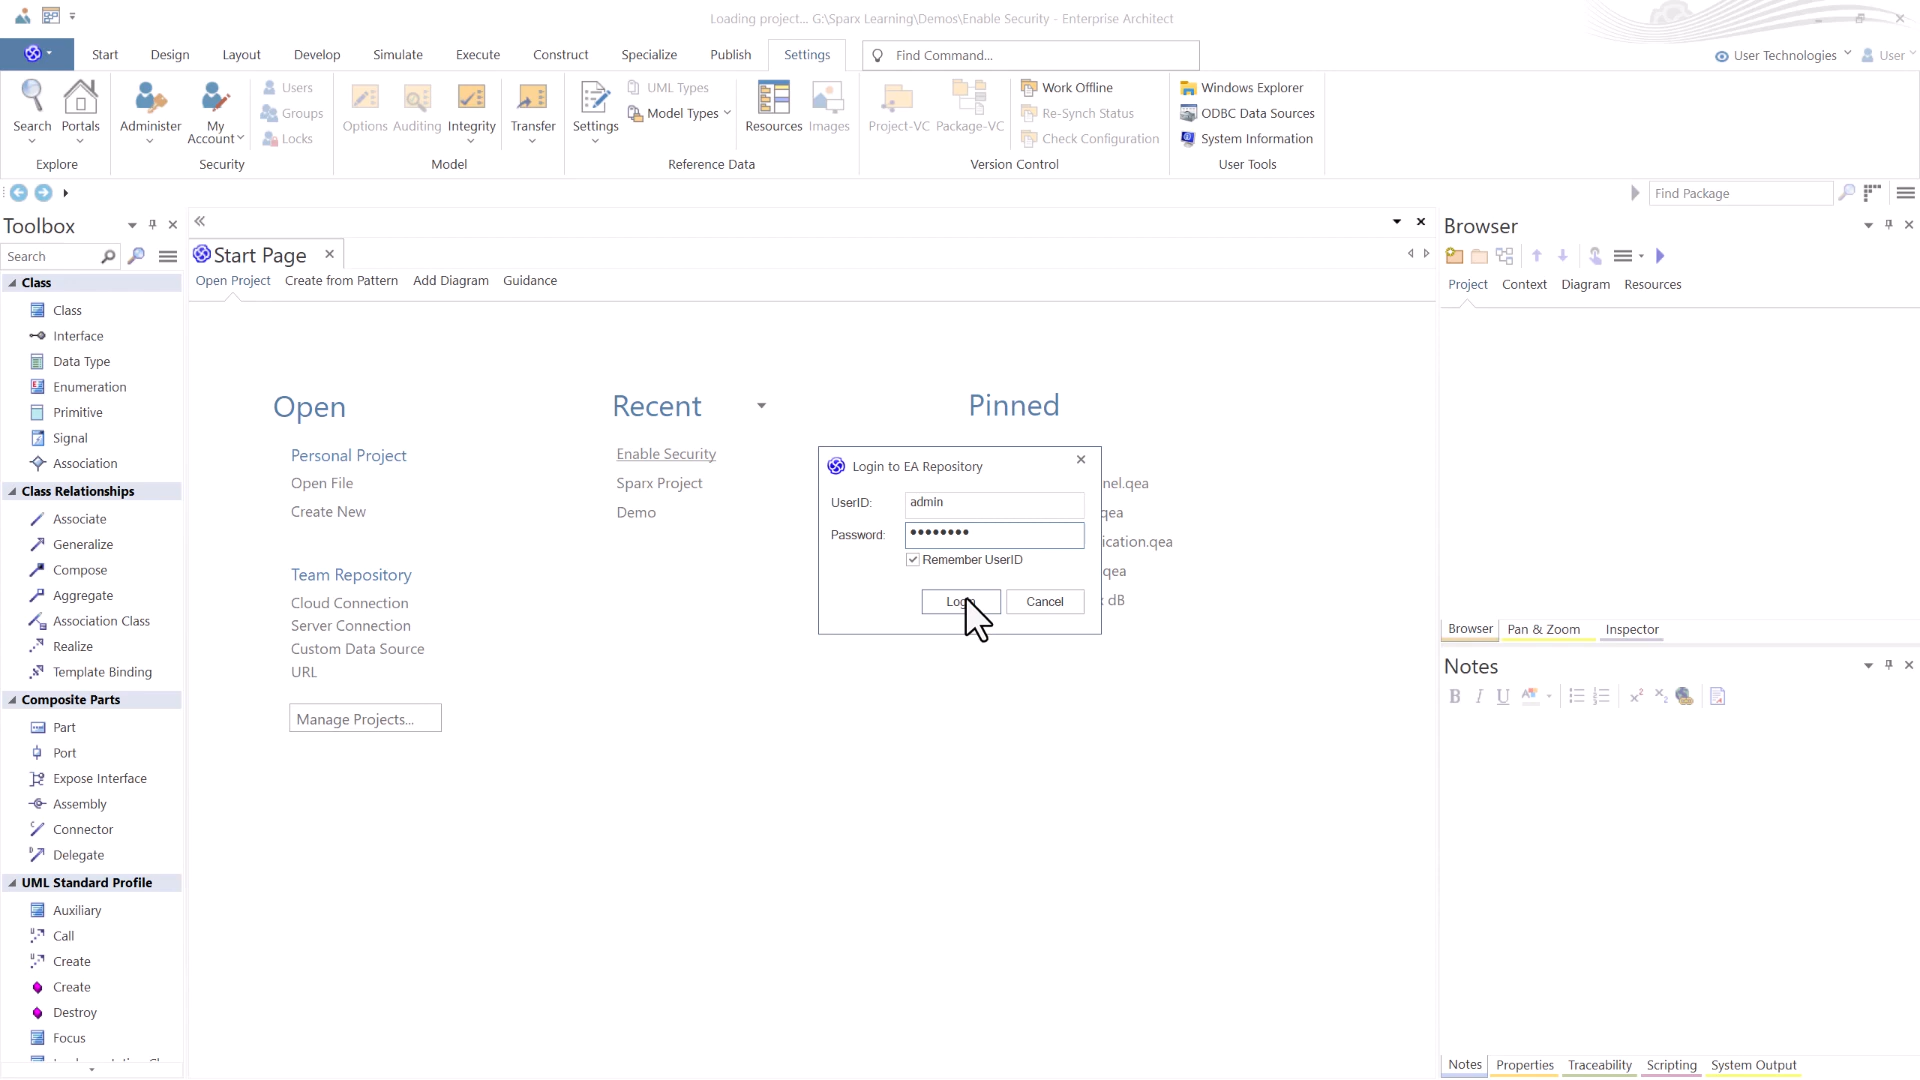 Loading project... G:\Sparx Learning\Demos\Enable Security - Enterprise Architect
Start Design Layout Develop Simulate Execute Construct Specialize Publish Settings Find Command... User Technologies User
Search Portals Administer My Account Users Groups Locks Options Auditing Integrity Transfer Settings UML Types Model Types Resources Images Project-VC Package-VC Work Offline Re-Synch Status Check Configuration Windows Explorer ODBC Data Sources System Information
Explore Security Model Reference Data Version Control User Tools
Find Package
Toolbox
Search
Class
Class
Interface
Data Type
Enumeration
Primitive
Signal
Association
Class Relationships
Associate
Generalize
Compose
Aggregate
Association Class
Realize
Template Binding
Composite Parts
Part
Port
Expose Interface
Assembly
Connector
Delegate
UML Standard Profile
Auxiliary
Call
Create
Create
Destroy
Focus
Start Page
Open Project Create from Pattern Add Diagram Guidance
Open
Personal Project
Open File
Create New
Team Repository
Cloud Connection
Server Connection
Custom Data Source
URL
Manage Projects...
Recent
Enable Security
Sparx Project
Demo
Pinned
nel.qea
qea
ication.qea
qea
dB
Login to EA Repository
UserID: admin
Password: ••••••••
Remember UserID
Login Cancel
Browser
Project Context Diagram Resources
Browser Pan & Zoom Inspector
Notes
B I U
Notes Properties Traceability Scripting System Output